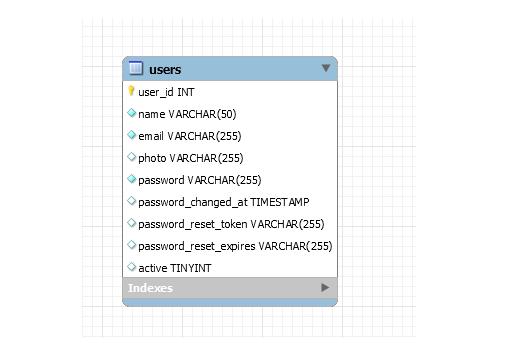 users
user_id INT
name VARCHAR(50)
email VARCHAR(255)
photo VARCHAR(255)
password VARCHAR(255)
password_changed_at TIMESTAMP
password_reset_token VARCHAR(255)
password_reset_expires VARCHAR(255)
active TINYINT
Indexes